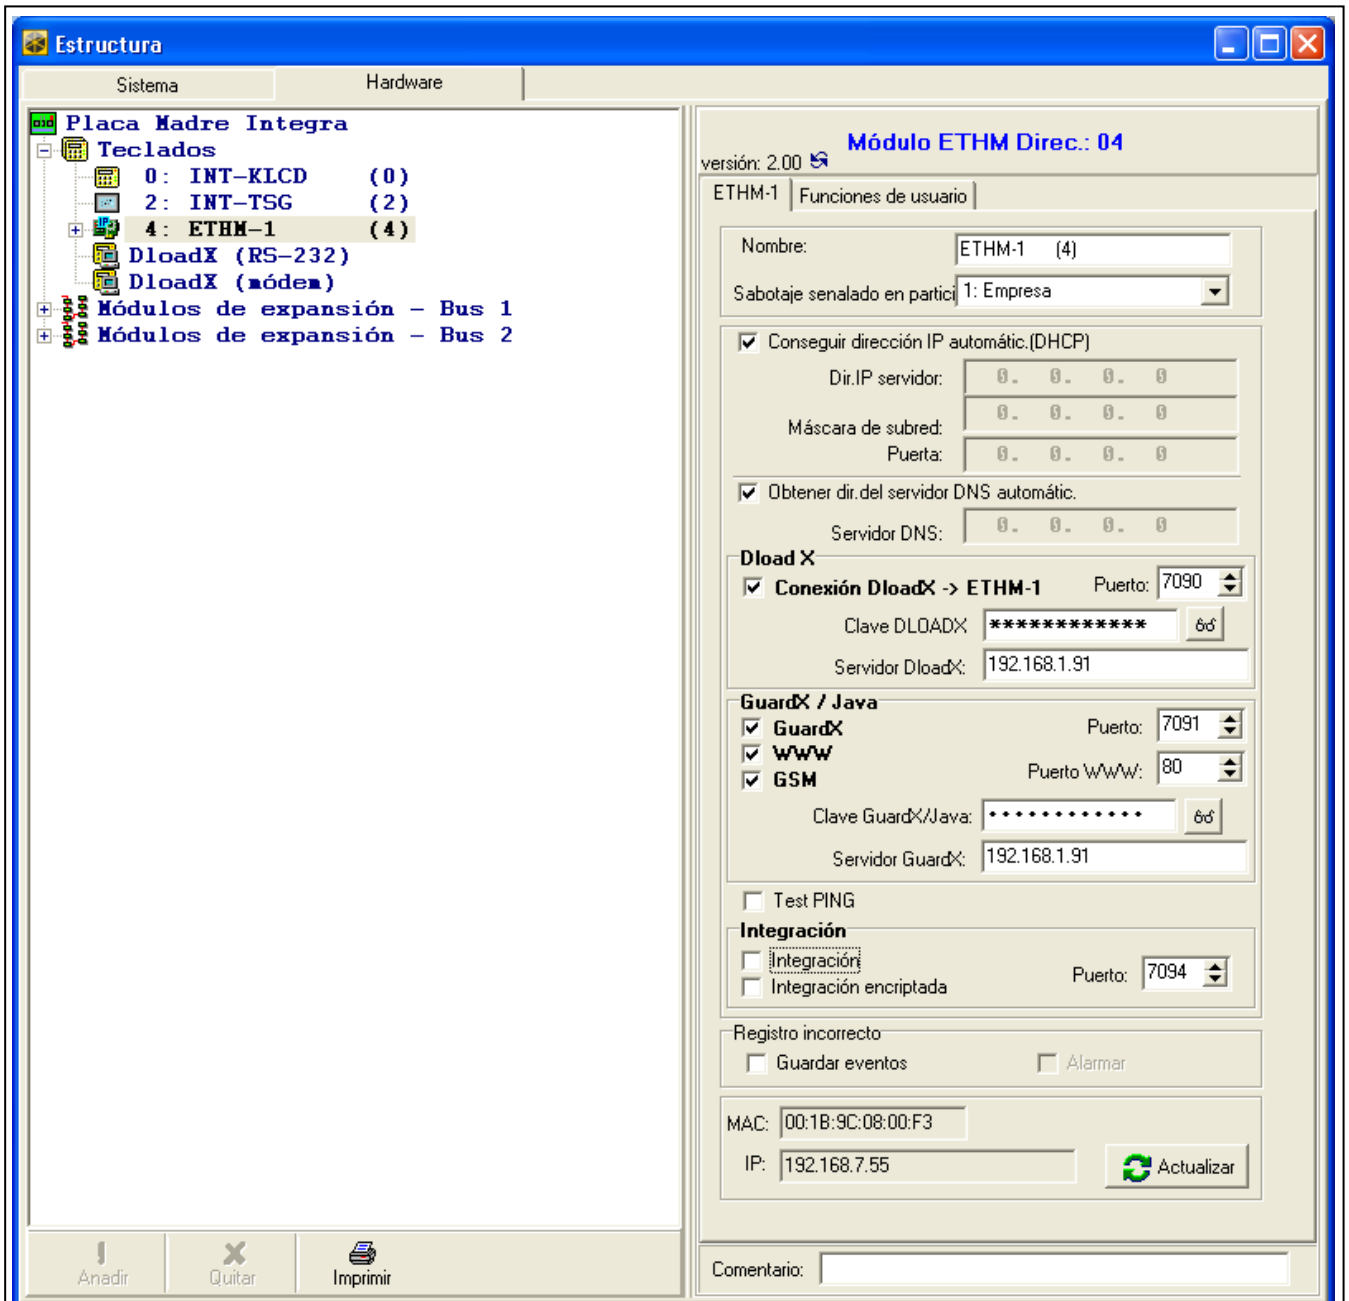 Estructura
Sistema
Hardware
Placa Madre Integra
Teclados
0: INT-KLCD (0)
2: INT-TSG (2)
4: ETHM-1 (4)
DloadX (RS-232)
DloadX (módem)
Módulos de expansión - Bus 1
Módulos de expansión - Bus 2
Anadir
Quitar
Imprimir
Módulo ETHM Direc.: 04
versión: 2.00
ETHM-1
Funciones de usuario
Nombre: ETHM-1 (4)
Sabotaje senalado en partici 1: Empresa
Conseguir dirección IP automátic.(DHCP)
Dir.IP servidor: 0. 0. 0. 0
Máscara de subred: 0. 0. 0. 0
Puerta: 0. 0. 0. 0
Obtener dir.del servidor DNS automátic.
Servidor DNS: 0. 0. 0. 0
Dload X
Conexión DloadX -> ETHM-1 Puerto: 7090
Clave DLOADX ************
Servidor DloadX: 192.168.1.91
GuardX / Java
GuardX Puerto: 7091
WWW
Puerto WWW: 80
GSM
Clave GuardX/Java: ••••••••••••
Servidor GuardX: 192.168.1.91
Test PING
Integración
Integración
Puerto: 7094
Integración encriptada
Registro incorrecto
Guardar eventos Alarmar
MAC: 00:1B:9C:08:00:F3
IP: 192.168.7.55 Actualizar
Comentario: